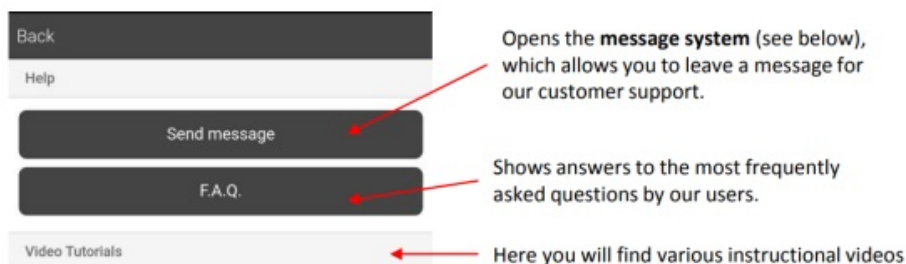 Back
Help
Send message
F.A.Q.
Video Tutorials
Opens the message system (see below),
which allows you to leave a message for
our customer support.
Shows answers to the most frequently
asked questions by our users.
Here you will find various instructional videos